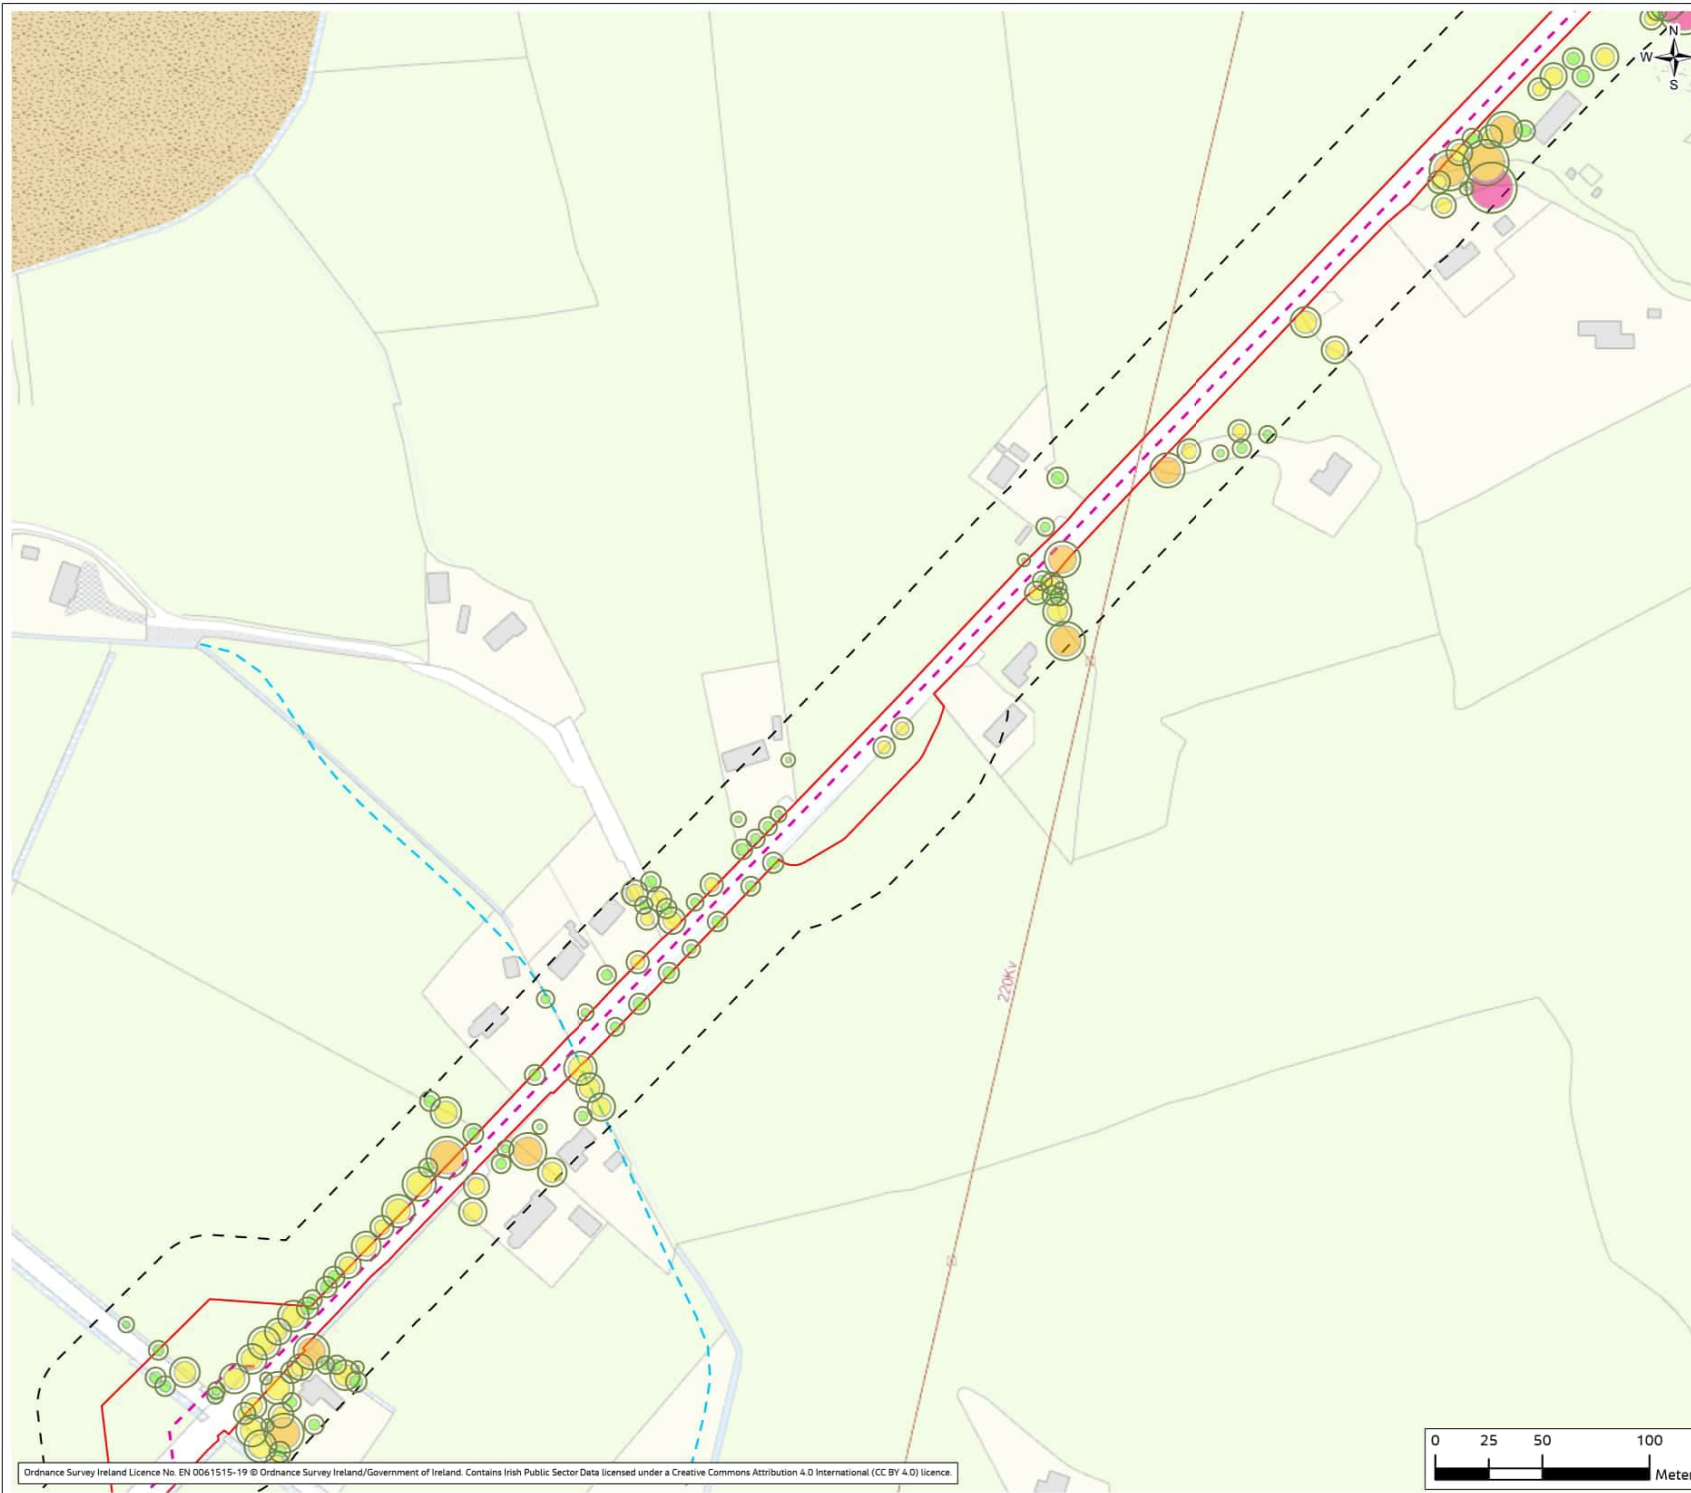 N
W
S
220Kv
0 25 50 100
Meter
Ordnance Survey Ireland Licence No. EN 0061515-19 © Ordnance Survey Ireland/Government of Ireland. Contains Irish Public Sector Data licensed under a Creative Commons Attribution 4.0 International (CC BY 4.0) licence.